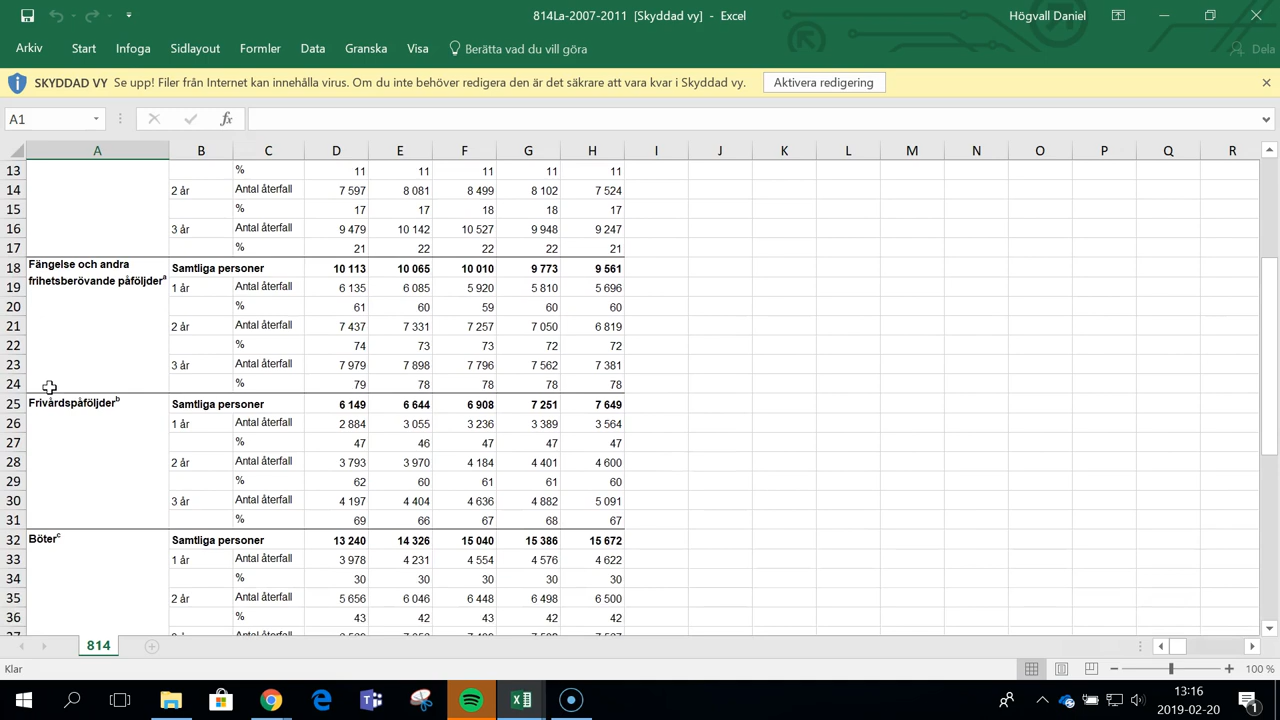 814La-2007-2011 [Skyddad vy] - Excel
Högvall Daniel
Arkiv Start Infoga Sidlayout Formler Data Granska Visa Berätta vad du vill göra Dela
SKYDDAD VY Se upp! Filer från Internet kan innehålla virus. Om du inte behöver redigera den är det säkrare att vara kvar i Skyddad vy. Aktivera redigering
A1 fx
A B C D E F G H I J K L M N O P Q R
13 % 11 11 11 11 11
14 2 år Antal återfall 7 597 8 081 8 499 8 102 7 524
15 % 17 17 18 18 17
16 3 år Antal återfall 9 479 10 142 10 527 9 948 9 247
17 % 21 22 22 22 21
18 Fängelse och andra frihetsberövande påföljderᵃ Samtliga personer 10 113 10 065 10 010 9 773 9 561
19 1 år Antal återfall 6 135 6 085 5 920 5 810 5 696
20 % 61 60 59 60 60
21 2 år Antal återfall 7 437 7 331 7 257 7 050 6 819
22 % 74 73 73 72 72
23 3 år Antal återfall 7 979 7 898 7 796 7 562 7 381
24 % 79 78 78 78 78
25 Frivårdspåföljderᵇ Samtliga personer 6 149 6 644 6 908 7 251 7 649
26 1 år Antal återfall 2 884 3 055 3 236 3 389 3 564
27 % 47 46 47 47 47
28 2 år Antal återfall 3 793 3 970 4 184 4 401 4 600
29 % 62 60 61 61 60
30 3 år Antal återfall 4 197 4 404 4 636 4 882 5 091
31 % 69 66 67 68 67
32 Böterᶜ Samtliga personer 13 240 14 326 15 040 15 386 15 672
33 1 år Antal återfall 3 978 4 231 4 554 4 576 4 622
34 % 30 30 30 30 30
35 2 år Antal återfall 5 656 6 046 6 448 6 498 6 500
36 % 43 42 43 42 42
814
Klar 100 %
13:16
2019-02-20
1